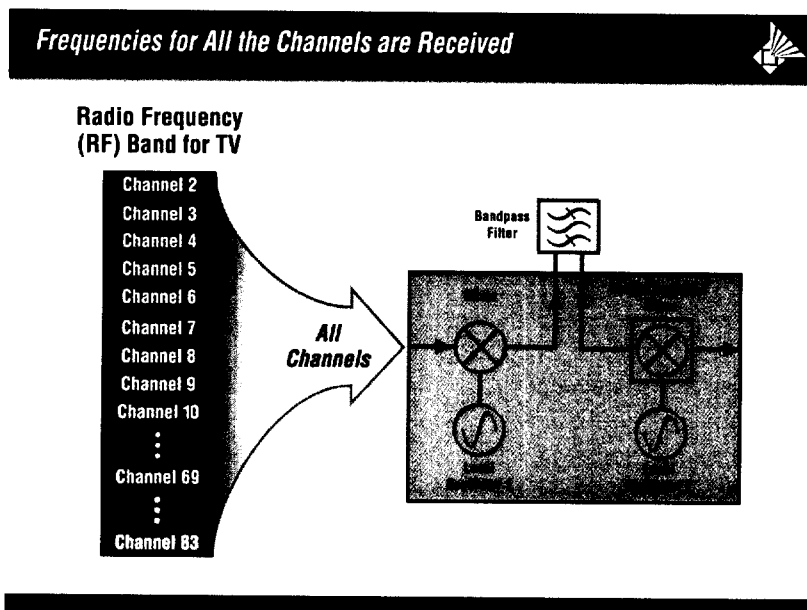 Frequencies for All the Channels are Received
Radio Frequency
(RF) Band for TV
Channel 2
Channel 3
Channel 4
Channel 5
Channel 6
Channel 7
Channel 8
Channel 9
Channel 10
Channel 69
Channel 83
All
Channels
Bandpass
Filter
Mixer